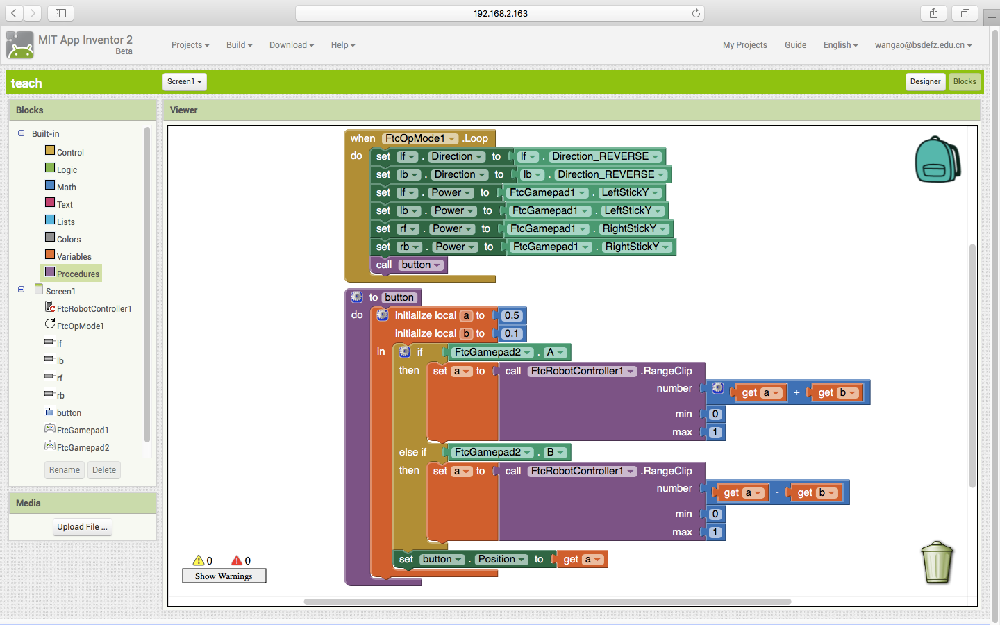 192.168.2.163
MIT App Inventor 2
Beta
Projects Build Download Help My Projects Guide English wangao@bsdefz.edu.cn
teach Screen1 Designer Blocks
Blocks
Built-in
Control
Logic
Math
Text
Lists
Colors
Variables
Procedures
Screen1
FtcRobotController1
FtcOpMode1
lf
lb
rf
rb
button
FtcGamepad1
FtcGamepad2
Rename Delete
Media
Upload File ...
Viewer
when FtcOpMode1 .Loop
do set lf . Direction to lf . Direction_REVERSE
set lb . Direction to lb . Direction_REVERSE
set lf . Power to FtcGamepad1 . LeftStickY
set lb . Power to FtcGamepad1 . LeftStickY
set rf . Power to FtcGamepad1 . RightStickY
set rb . Power to FtcGamepad1 . RightStickY
call button
to button
do initialize local a to 0.5
initialize local b to 0.1
in if FtcGamepad2 . A
then set a to call FtcRobotController1 .RangeClip
number get a + get b
min 0
max 1
else if FtcGamepad2 . B
then set a to call FtcRobotController1 .RangeClip
number get a - get b
min 0
max 1
set button . Position to get a
0 0
Show Warnings